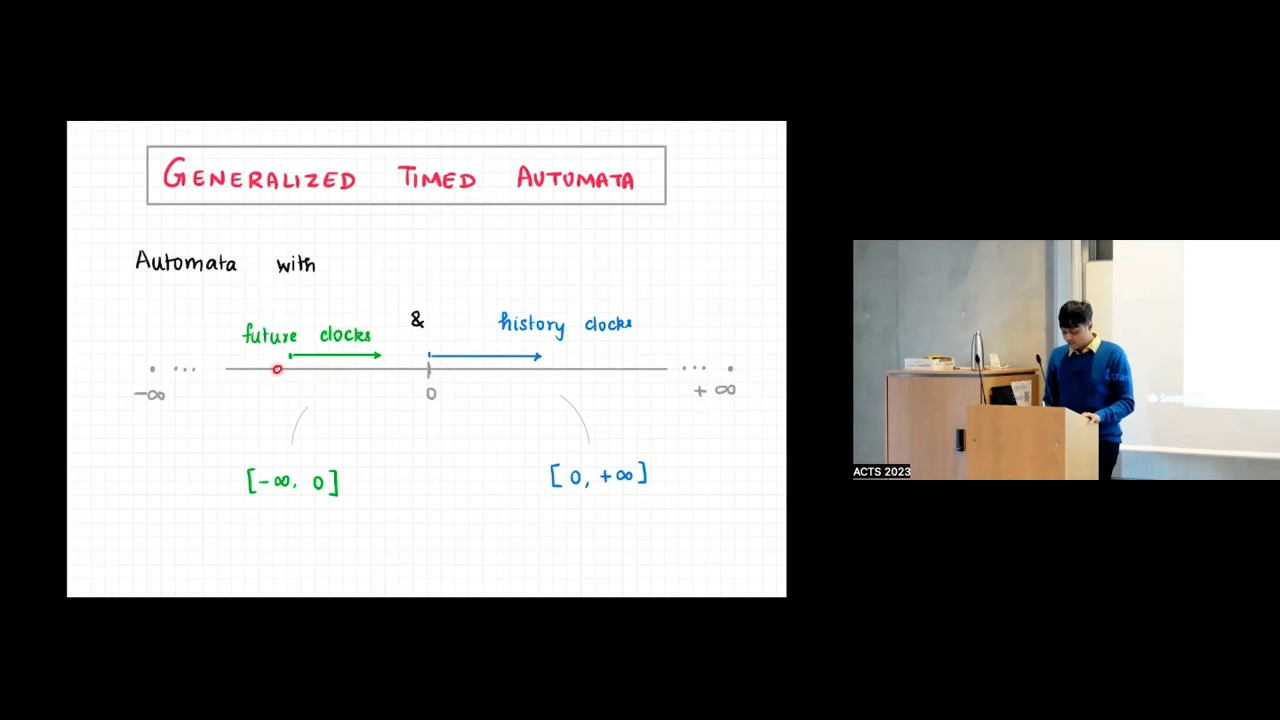 GENERALIZED TIMED AUTOMATA
Automata with
future clocks & history clocks
-∞ ... 0 ... +∞
[-∞, 0] [0, +∞]
ACTS 2023